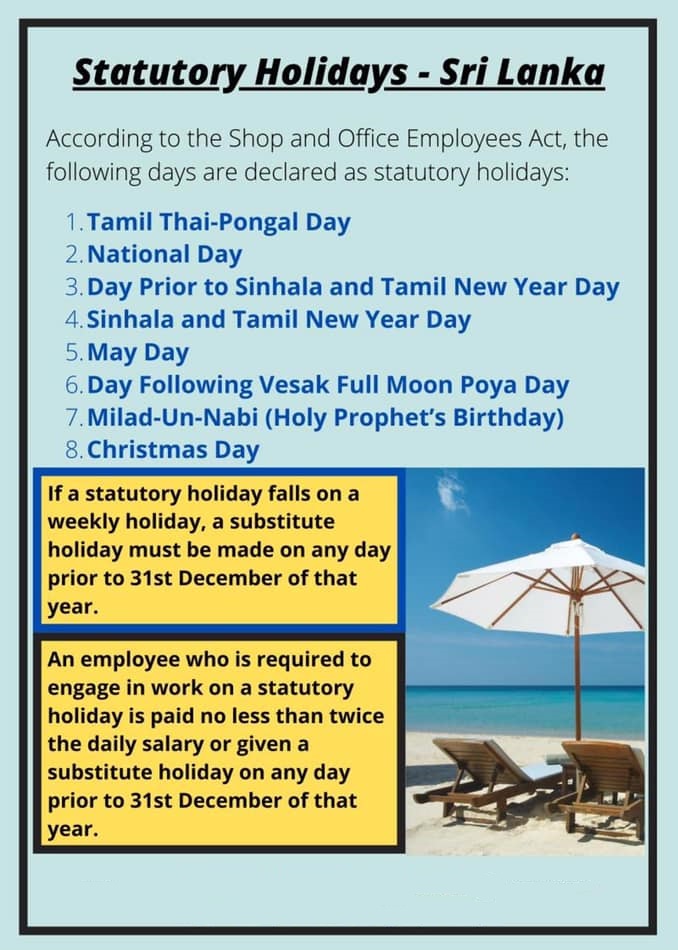 Statutory Holidays - Sri Lanka
According to the Shop and Office Employees Act, the
following days are declared as statutory holidays:
1. Tamil Thai-Pongal Day
2. National Day
3. Day Prior to Sinhala and Tamil New Year Day
4. Sinhala and Tamil New Year Day
5. May Day
6. Day Following Vesak Full Moon Poya Day
7. Milad-Un-Nabi (Holy Prophet’s Birthday)
8. Christmas Day
If a statutory holiday falls on a
weekly holiday, a substitute
holiday must be made on any day
prior to 31st December of that
year.
An employee who is required to
engage in work on a statutory
holiday is paid no less than twice
the daily salary or given a
substitute holiday on any day
prior to 31st December of that
year.